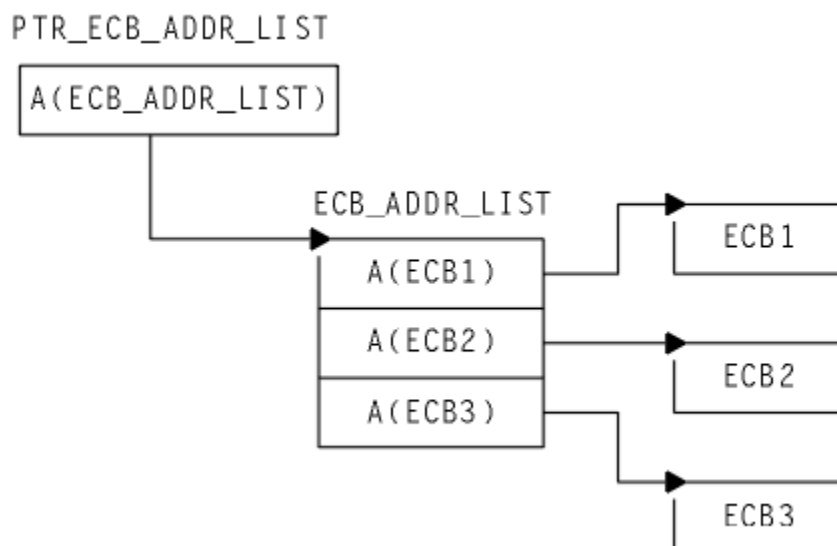 PTR_ECB_ADDR_LIST
A(ECB_ADDR_LIST)
ECB_ADDR_LIST
A(ECB1)
A(ECB2)
A(ECB3)
ECB1
ECB2
ECB3